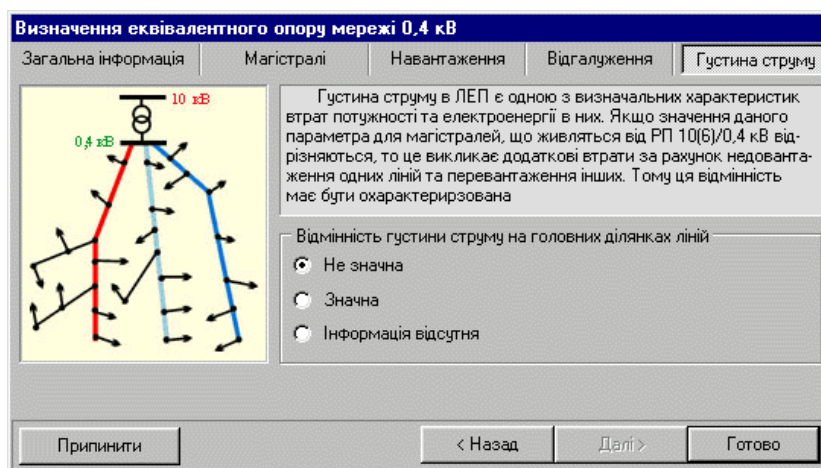 Визначення еквівалентного опору мережі 0,4 кВ
Загальна інформація
Магістралі
Навантаження
Відгалуження
Густина струму
10 кВ
0,4 кВ
Густина струму в ЛЕП є одною з визначальних характеристик
втрат потужності та електроенергії в них. Якщо значення даного
параметра для магістралей, що живляться від РП 10(6)/0,4 кВ від-
різняються, то це викликає додаткові втрати за рахунок недованта-
ження одних ліній та перевантаження інших. Тому ця відмінність
має бути охарактерирзована
Відмінність густини струму на головних ділянках ліній
Не значна
Значна
Інформація відсутня
Припинити
< Назад
Далі >
Готово